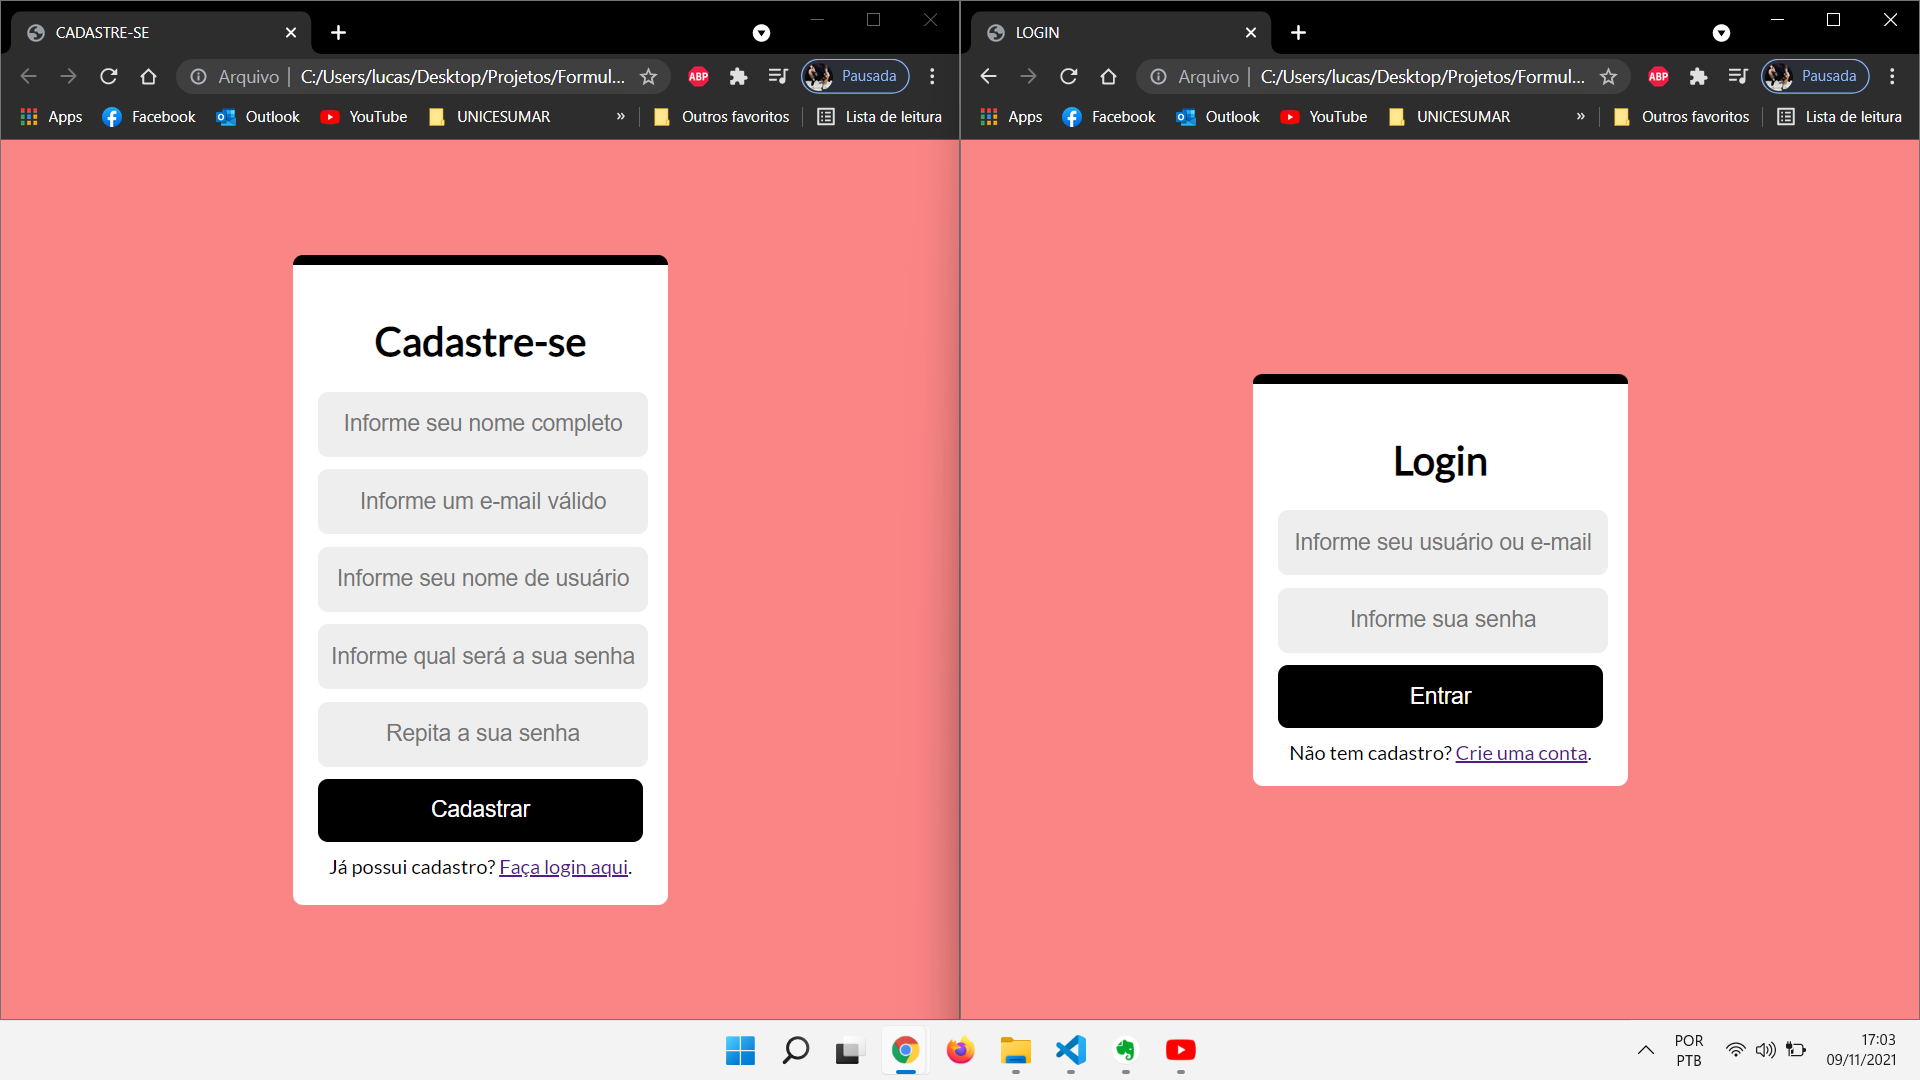 CADASTRE-SE
Arquivo | C:/Users/lucas/Desktop/Projetos/Formul...
ABP
Pausada
Apps Facebook Outlook YouTube UNICESUMAR » Outros favoritos Lista de leitura
Cadastre-se
Informe seu nome completo
Informe um e-mail válido
Informe seu nome de usuário
Informe qual será a sua senha
Repita a sua senha
Cadastrar
Já possui cadastro? Faça login aqui.
LOGIN
Arquivo | C:/Users/lucas/Desktop/Projetos/Formul...
ABP
Pausada
Apps Facebook Outlook YouTube UNICESUMAR » Outros favoritos Lista de leitura
Login
Informe seu usuário ou e-mail
Informe sua senha
Entrar
Não tem cadastro? Crie uma conta.
POR
PTB
17:03
09/11/2021